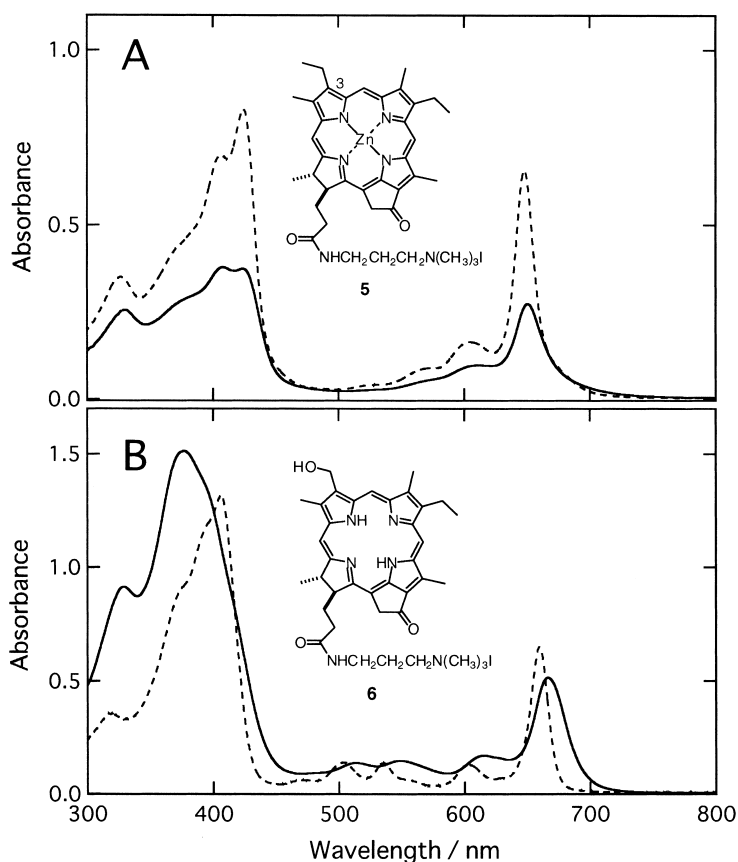 1.0
A
3
N
N
Zn
N
N
0.5
Absorbance
O
O
NHCH₂CH₂CH₂N(CH₃)₃I
5
0.0
1.5
B
HO
NH
N
1.0
N
HN
Absorbance
O
O
0.5
NHCH₂CH₂CH₂N(CH₃)₃I
6
0.0
300 400 500 600 700 800
Wavelength / nm